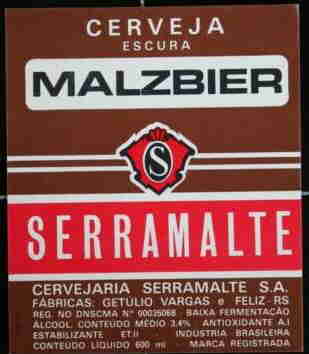 CERVEJA
ESCURA
MALZBIER
S
SERRAMALTE
CERVEJARIA SERRAMALTE S.A.
FÁBRICAS: GETÚLIO VARGAS e FELIZ-RS
REG. NO DNSCMA Nº 00035068 - BAIXA FERMENTAÇÃO
ÁLCOOL. CONTEÚDO MÉDIO 3,4% ANTIOXIDANTE A.I
ESTABILIZANTE ET.II - INDÚSTRIA BRASILEIRA
CONTEÚDO LÍQUIDO 600 ml - MARCA REGISTRADA